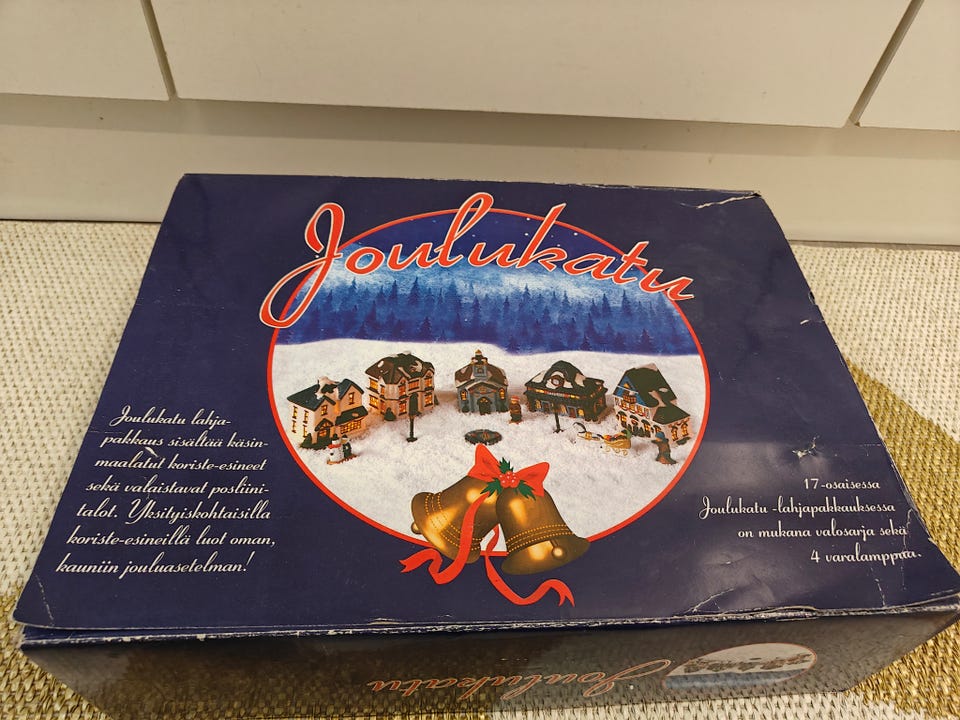 Joulukatu
Joulukatu lahja-
pakkaus sisältää käsin-
maalatut koriste-esineet
sekä valaistavat posliini-
talot. Yksityiskohtaisilla
koriste-esineillä luot oman,
kauniin jouluasetelman!
17-osaisessa
Joulukatu -lahjapakkauksessa
on mukana valosarja sekä
4 varalamppua.
Joulukatu